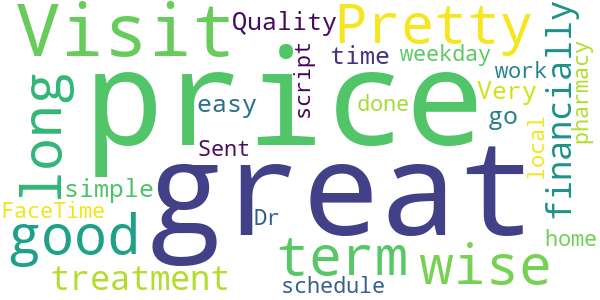 Visit
Quality
Pretty
time
weekday
financially
price
long
easy
script
done
Very
work
go
pharmacy
local
Sent
great
simple
FaceTime
Dr
good
term
wise
home
treatment
schedule